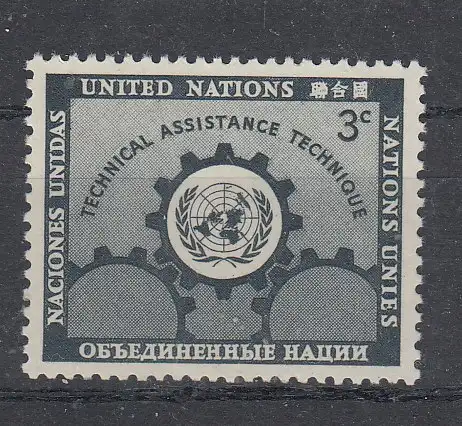 UNITED NATIONS 聯合國
3c
TECHNICAL ASSISTANCE TECHNIQUE
NACIONES UNIDAS
NATIONS UNIES
ОБЪЕДИНЕННЫЕ НАЦИИ